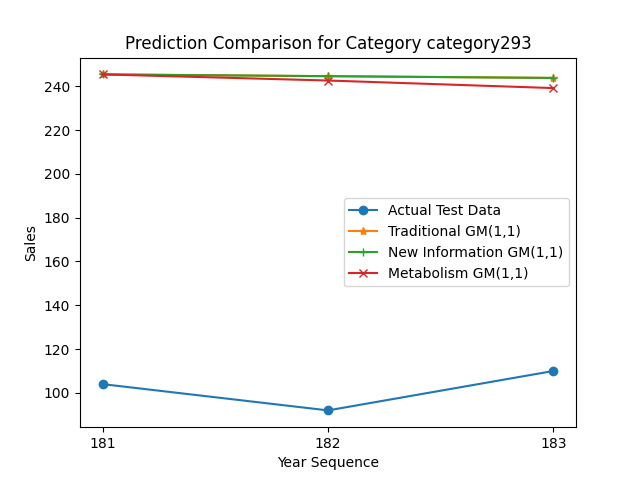 Prediction Comparison for Category category293
Sales
240
220
200
180
160
140
120
100
Actual Test Data
Traditional GM(1,1)
New Information GM(1,1)
Metabolism GM(1,1)
181
182
183
Year Sequence